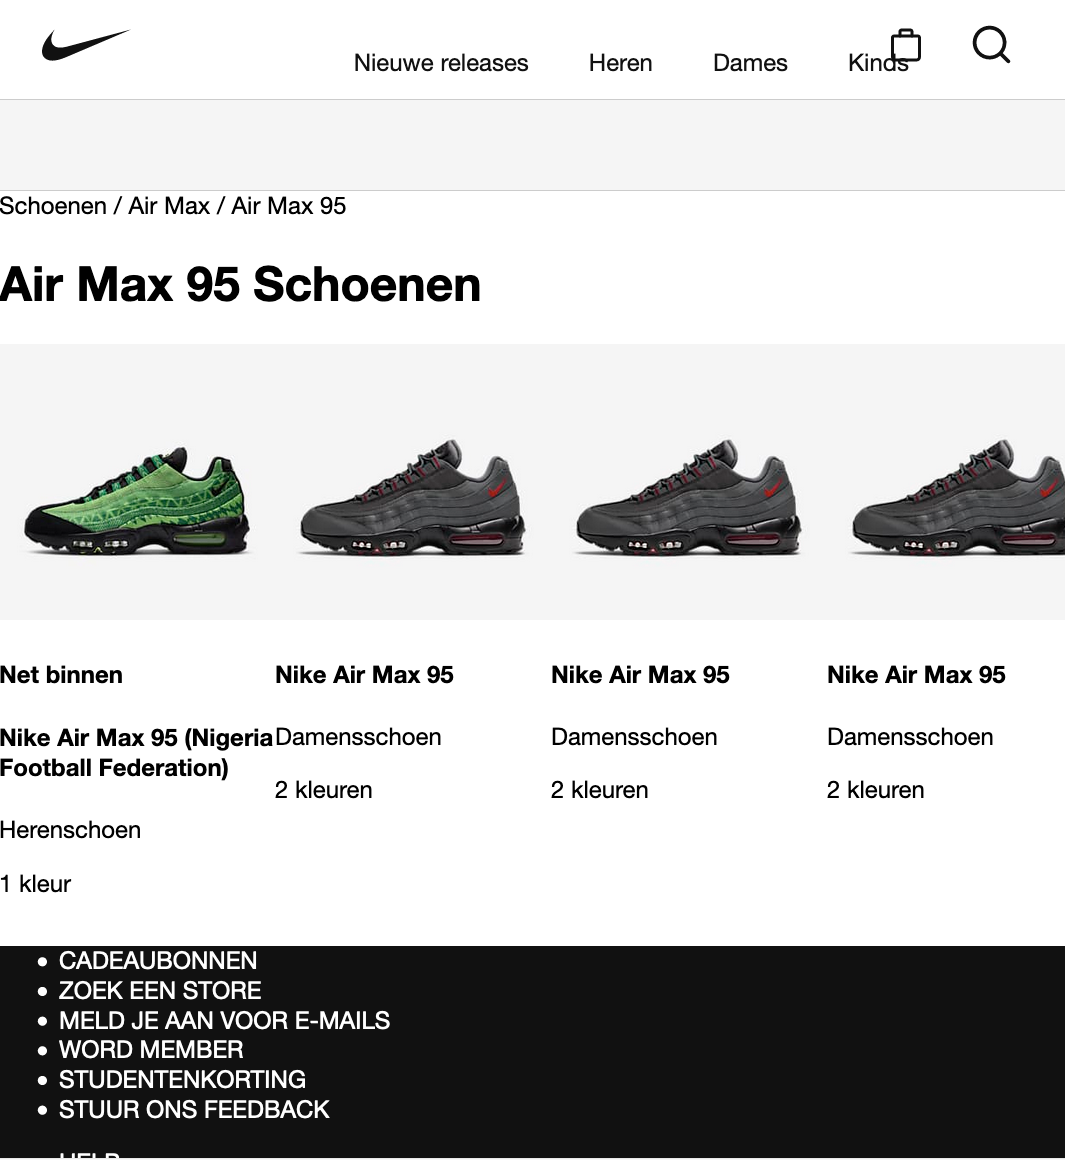 Nieuwe releases Heren Dames Kinds
Schoenen / Air Max / Air Max 95
Air Max 95 Schoenen
Net binnen
Nike Air Max 95 (Nigeria
Football Federation)
Herenschoen
1 kleur
Nike Air Max 95
Damensschoen
2 kleuren
Nike Air Max 95
Damensschoen
2 kleuren
Nike Air Max 95
Damensschoen
2 kleuren
CADEAUBONNEN
ZOEK EEN STORE
MELD JE AAN VOOR E-MAILS
WORD MEMBER
STUDENTENKORTING
STUUR ONS FEEDBACK
HELP